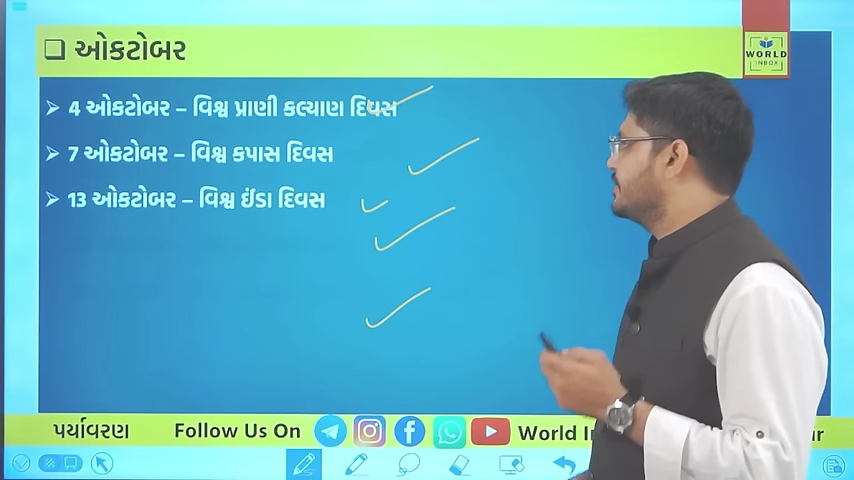 ઓક્ટોબર
WORLD
INBOX
4 ઓક્ટોબર – વિશ્વ પ્રાણી કલ્યાણ દિવસ
7 ઓક્ટોબર – વિશ્વ કપાસ દિવસ
13 ઓક્ટોબર – વિશ્વ ઈંડા દિવસ
પર્યાવરણ
Follow Us On
World